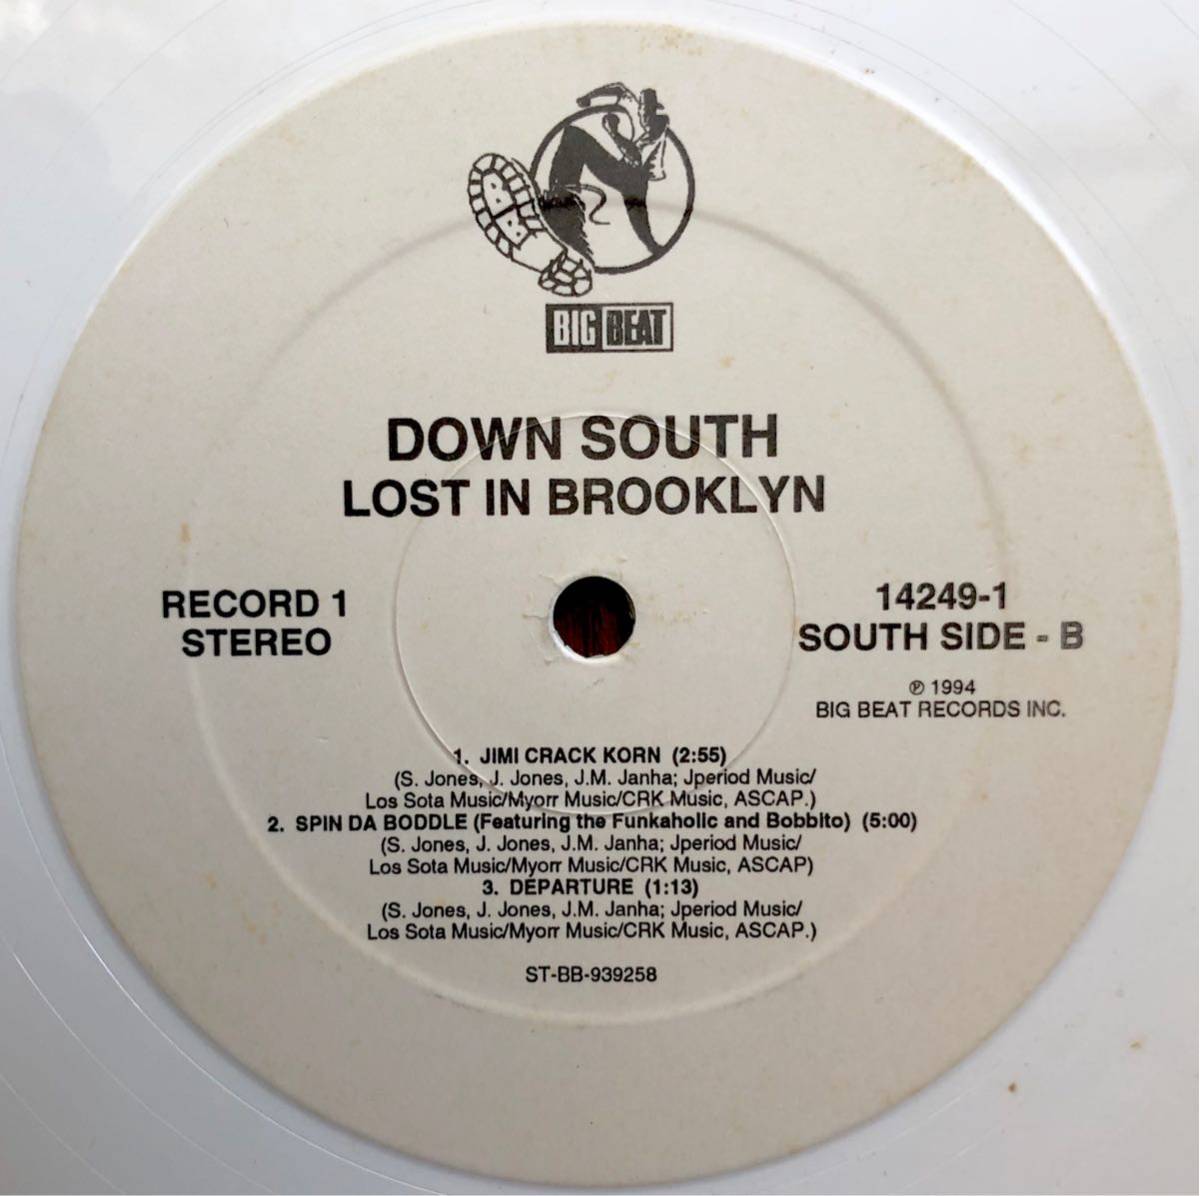 BB
BIG BEAT
DOWN SOUTH
LOST IN BROOKLYN
RECORD 1
STEREO
14249-1
SOUTH SIDE - B
℗ 1994
BIG BEAT RECORDS INC.
1. JIMI CRACK KORN (2:55)
(S. Jones, J. Jones, J.M. Janha; Jperiod Music/
Los Sota Music/Myorr Music/CRK Music, ASCAP.)
2. SPIN DA BODDLE (Featuring the Funkaholic and Bobbito) (5:00)
(S. Jones, J. Jones, J.M. Janha; Jperiod Music/
Los Sota Music/Myorr Music/CRK Music, ASCAP)
3. DEPARTURE (1:13)
(S. Jones, J. Jones, J.M. Janha; Jperiod Music/
Los Sota Music/Myorr Music/CRK Music, ASCAP.)
ST-BB-939258